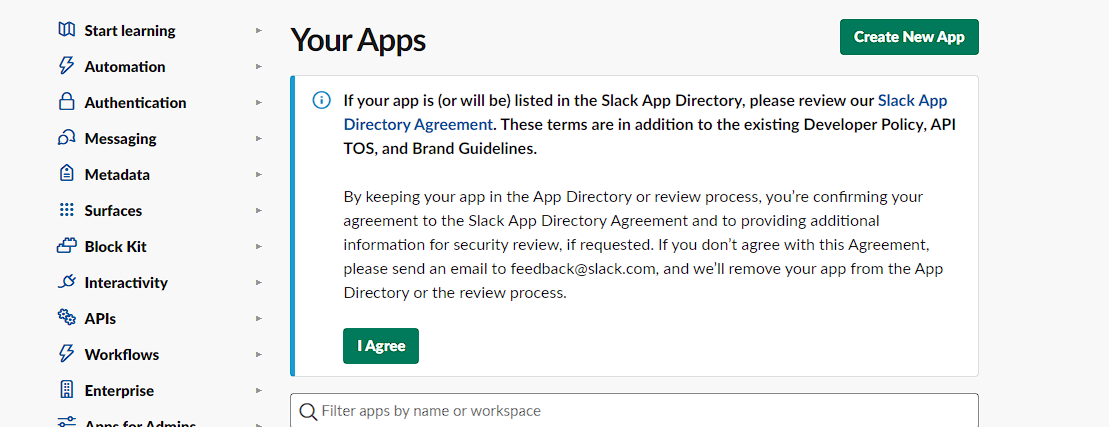 Start learning
Automation
Authentication
Messaging
Metadata
Surfaces
Block Kit
Interactivity
APIs
Workflows
Enterprise
Apps for Admins
Your Apps
Create New App
If your app is (or will be) listed in the Slack App Directory, please review our Slack App
Directory Agreement. These terms are in addition to the existing Developer Policy, API
TOS, and Brand Guidelines.
By keeping your app in the App Directory or review process, you’re confirming your
agreement to the Slack App Directory Agreement and to providing additional
information for security review, if requested. If you don’t agree with this Agreement,
please send an email to feedback@slack.com, and we’ll remove your app from the App
Directory or the review process.
I Agree
Filter apps by name or workspace